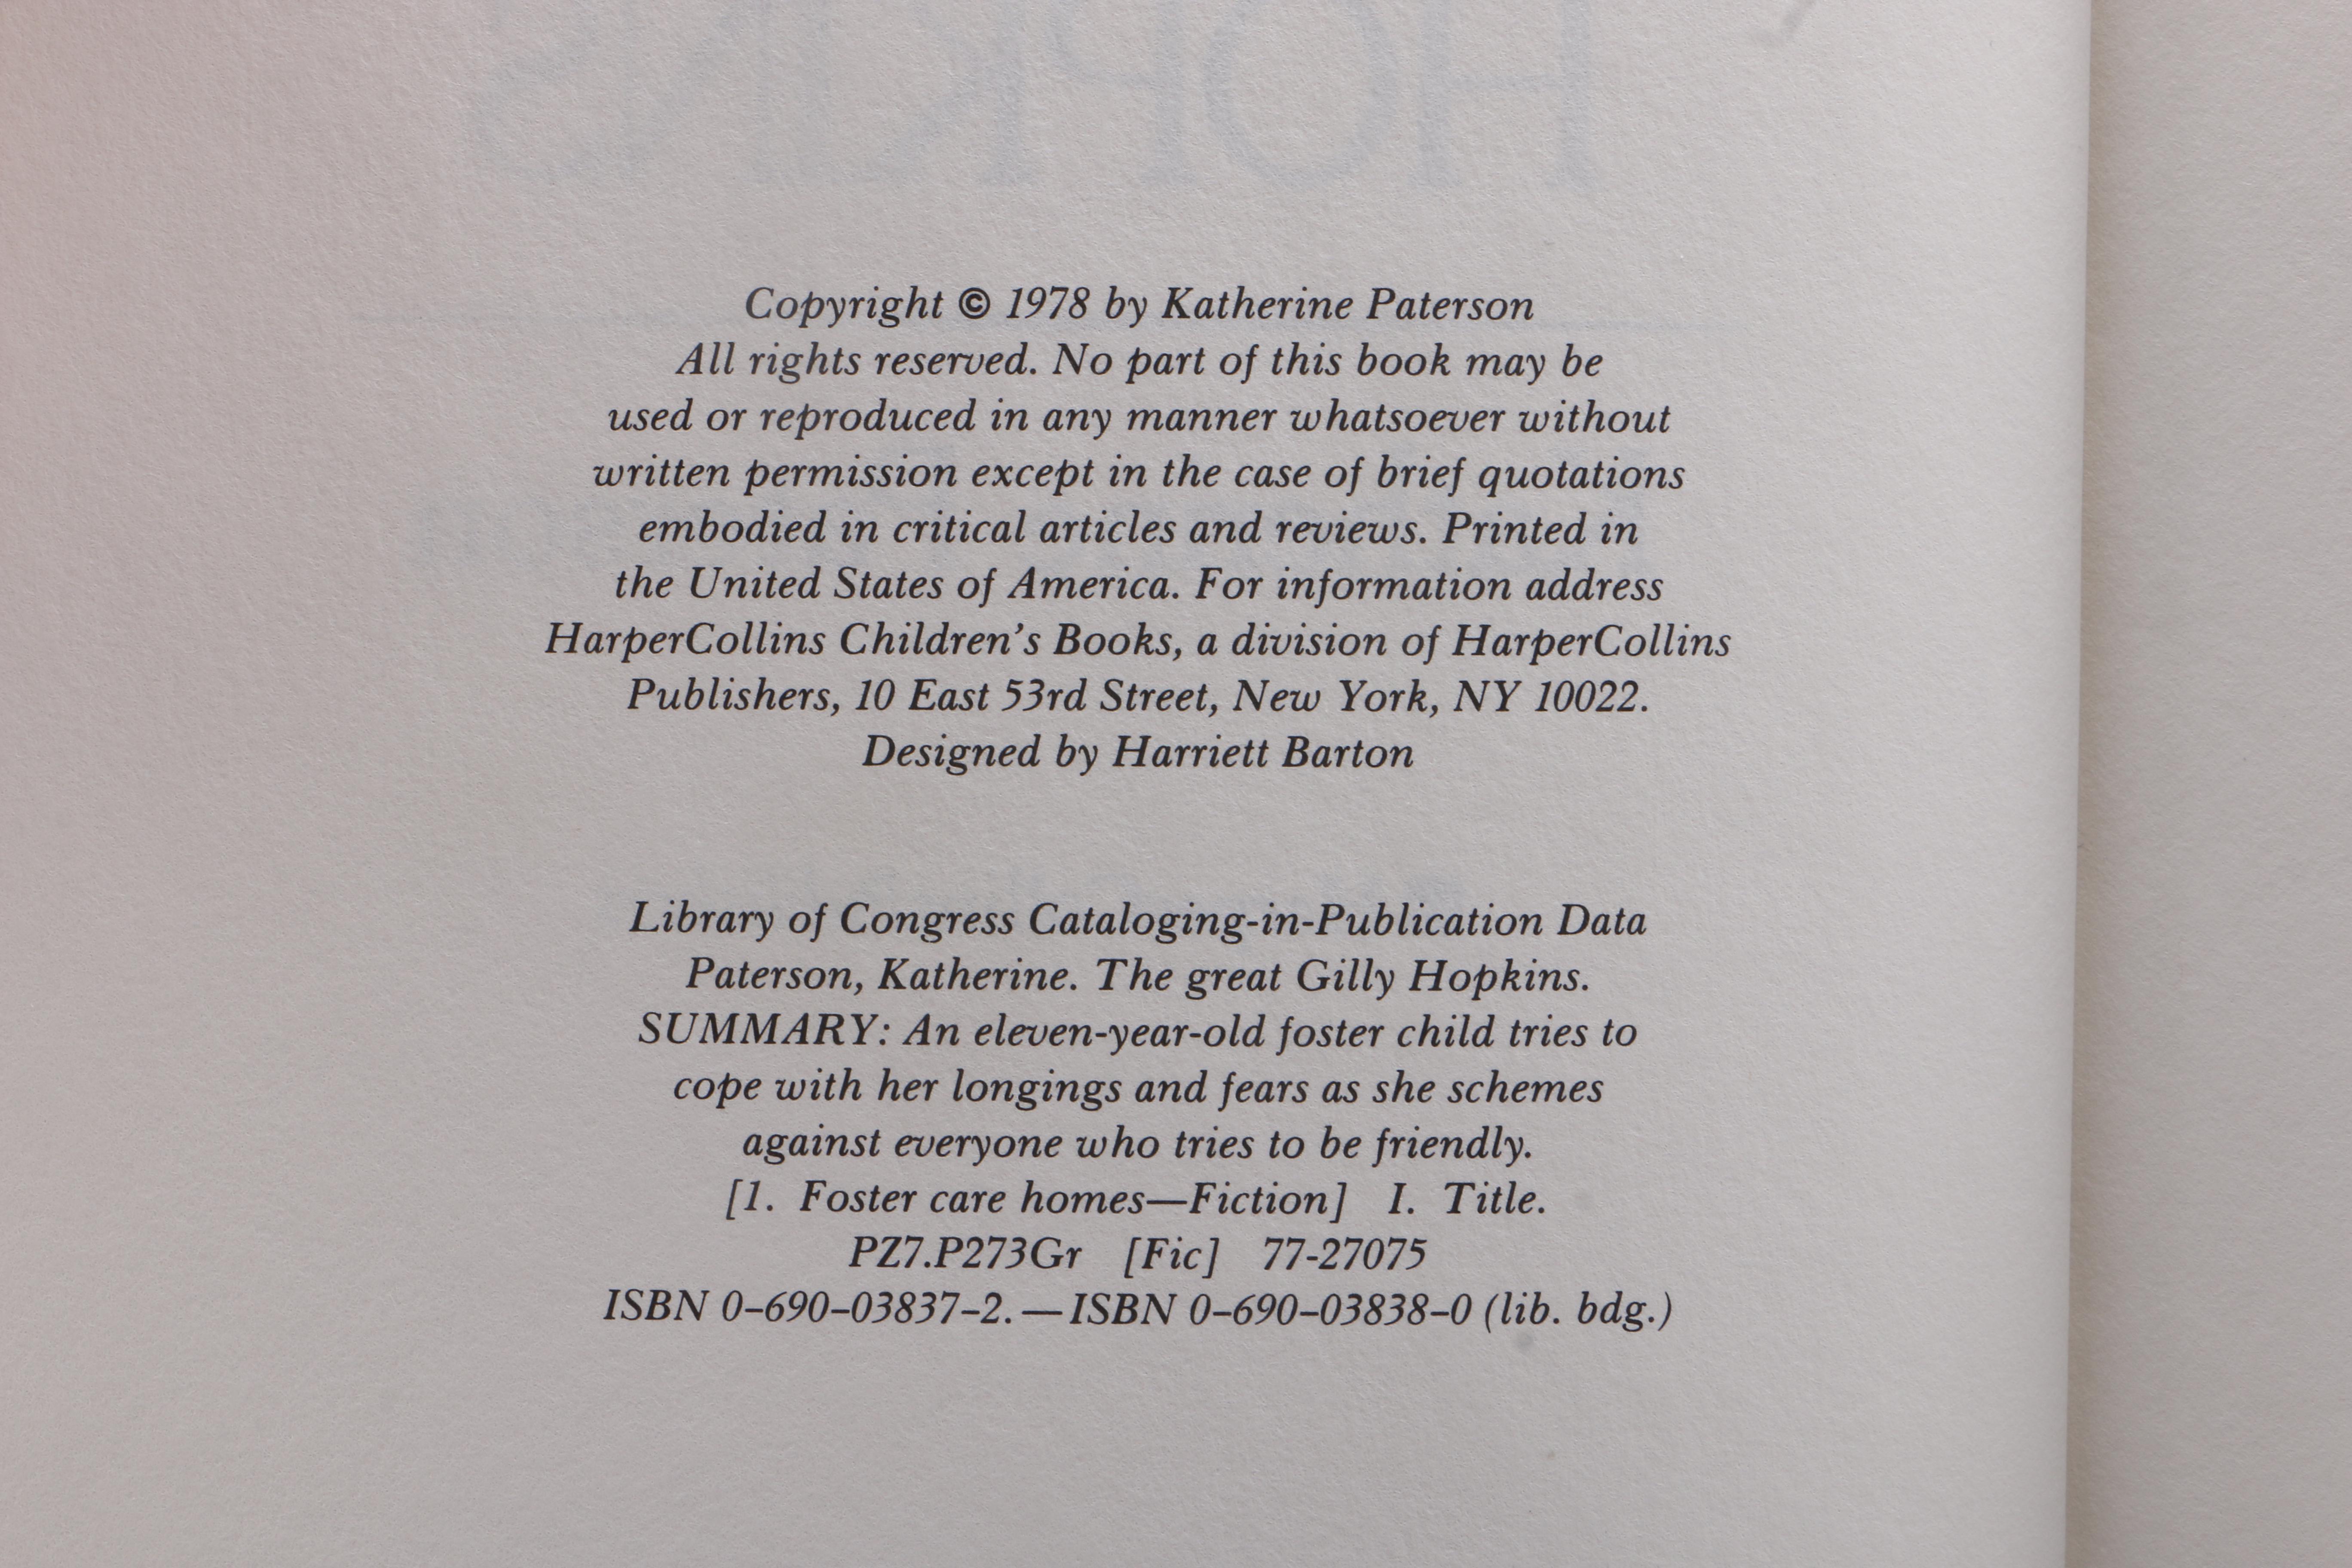 Copyright © 1978 by Katherine Paterson
All rights reserved. No part of this book may be
used or reproduced in any manner whatsoever without
written permission except in the case of brief quotations
embodied in critical articles and reviews. Printed in
the United States of America. For information address
HarperCollins Children's Books, a division of HarperCollins
Publishers, 10 East 53rd Street, New York, NY 10022.
Designed by Harriett Barton
Library of Congress Cataloging-in-Publication Data
Paterson, Katherine. The great Gilly Hopkins.
SUMMARY: An eleven-year-old foster child tries to
cope with her longings and fears as she schemes
against everyone who tries to be friendly.
[1. Foster care homes—Fiction] I. Title.
PZ7.P273Gr [Fic] 77-27075
ISBN 0–690–03837–2.—ISBN 0–690–03838–0 (lib. bdg.)